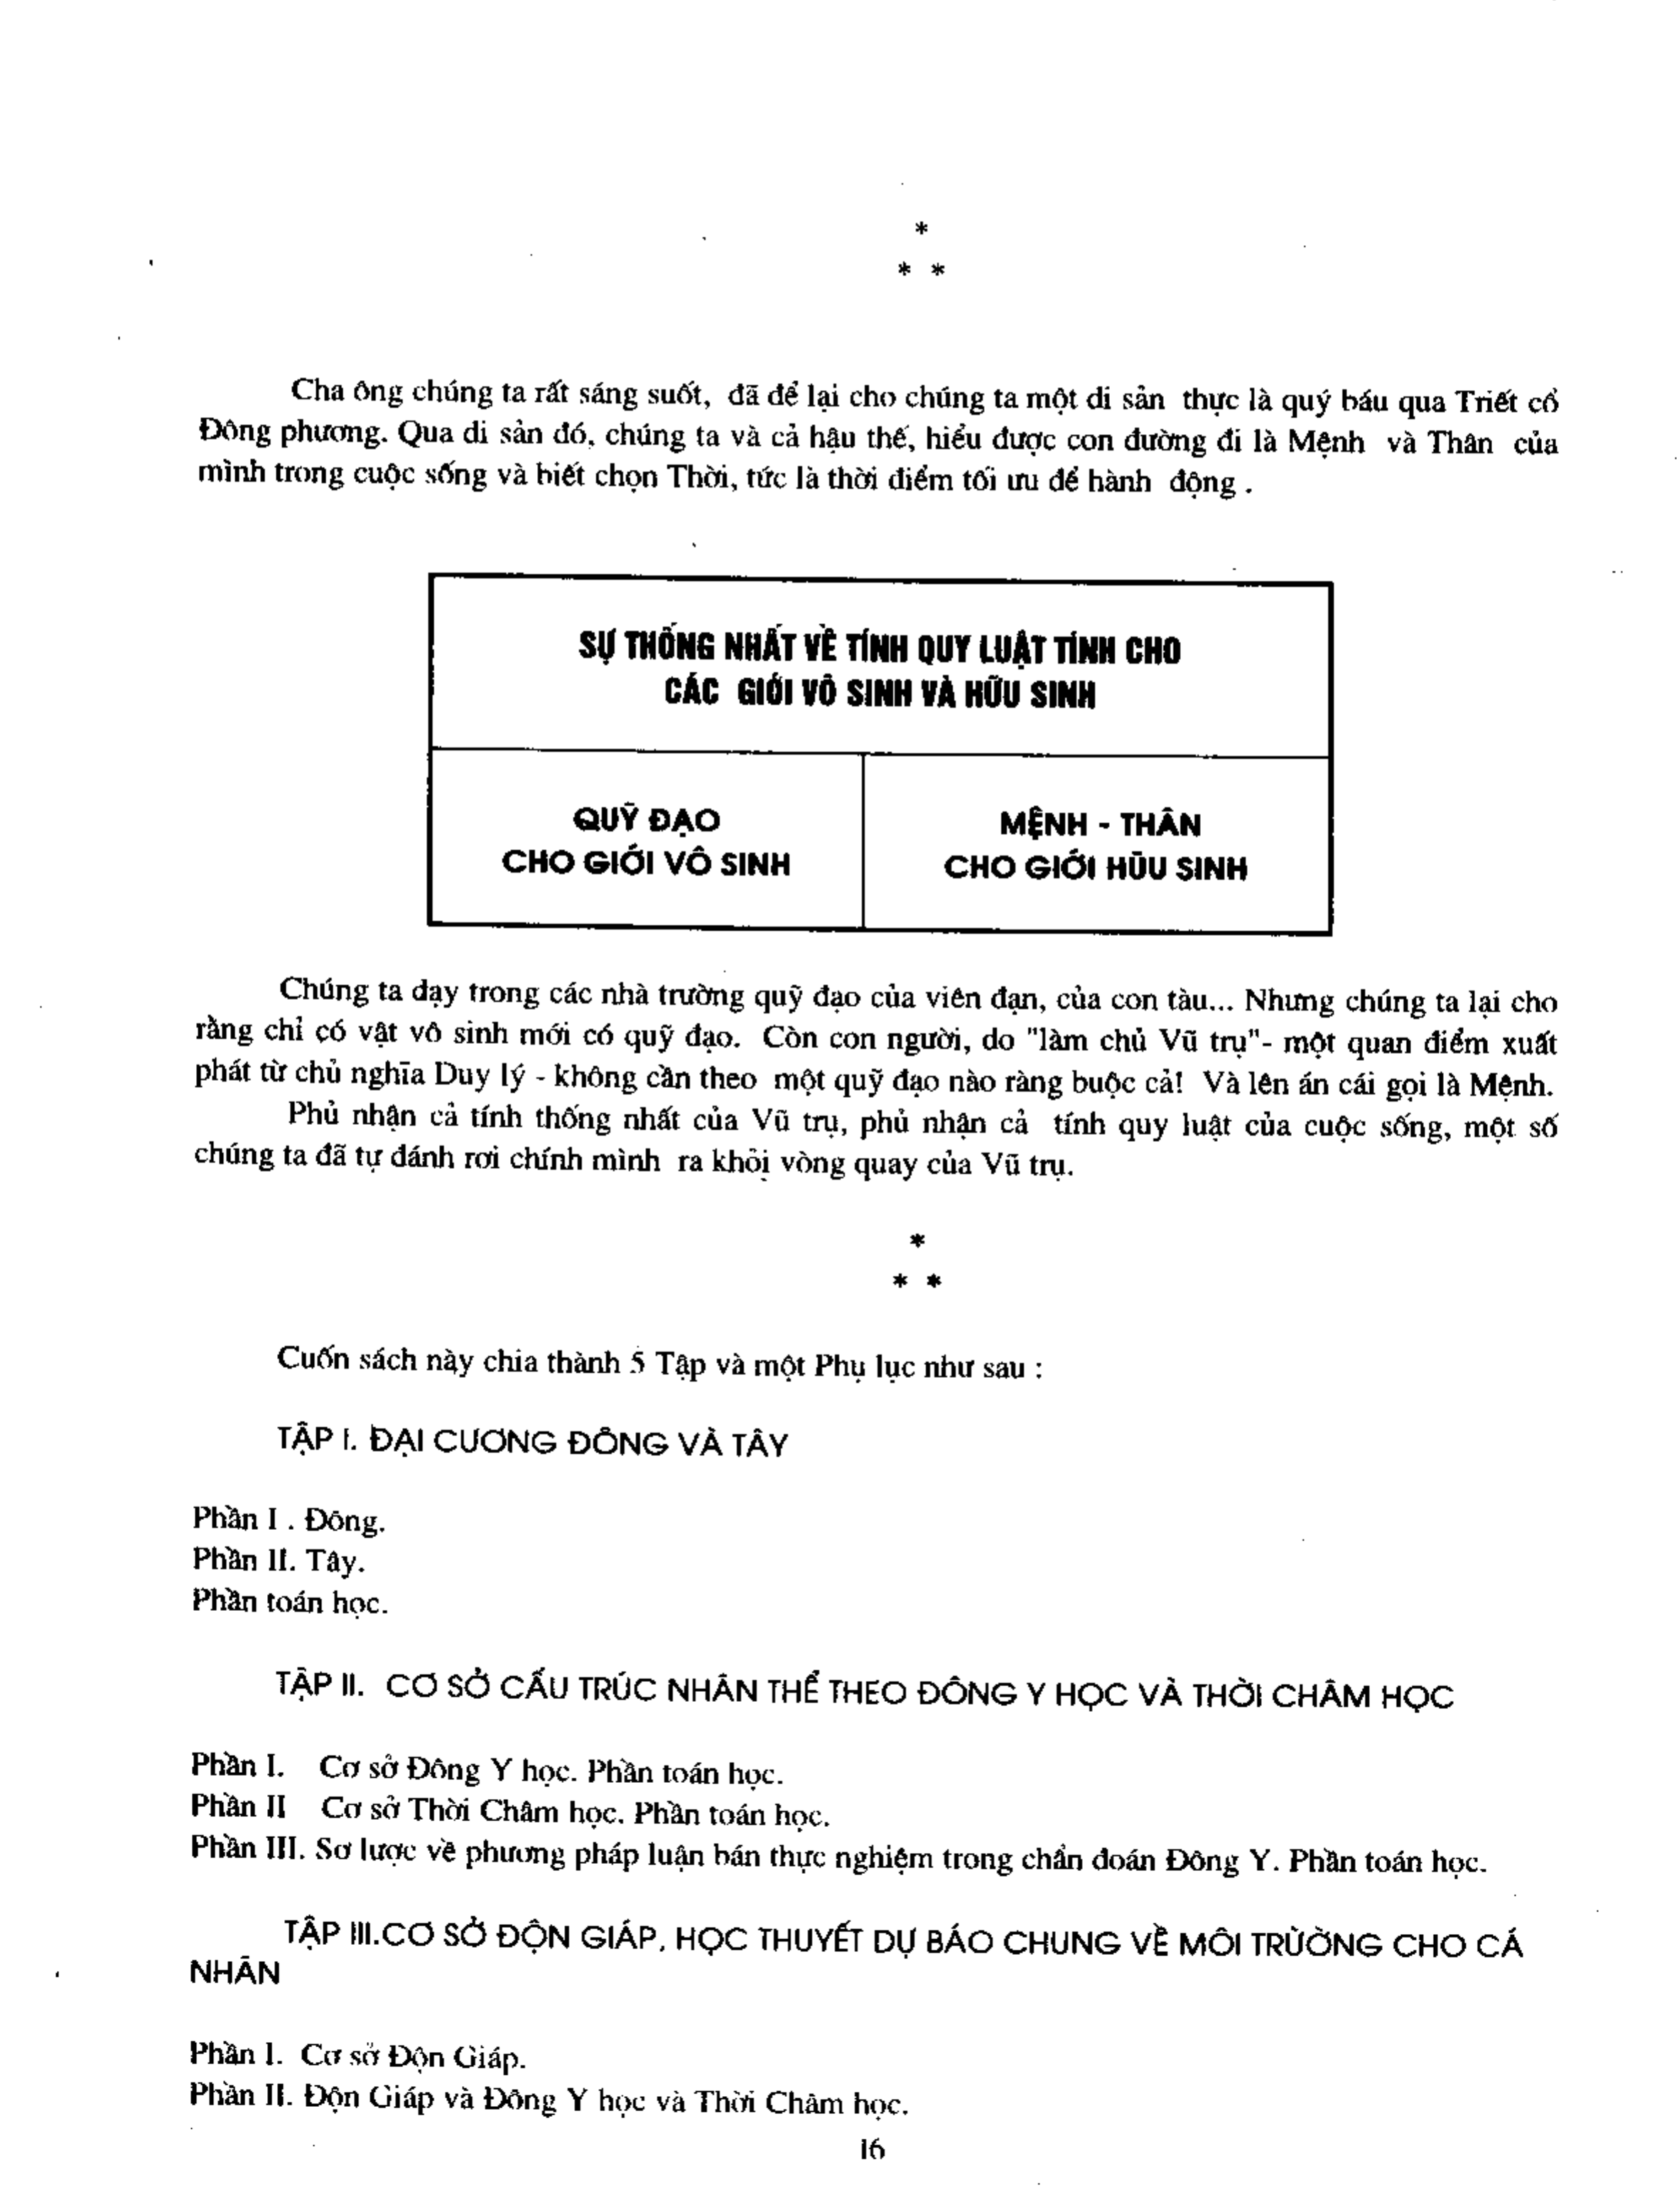 *
* *
Cha ông chúng ta rất sáng suốt, đã để lại cho chúng ta một di sản thực là quý báu qua Triết cổ
Đông phương. Qua di sản đó, chúng ta và cả hậu thế, hiểu được con đường đi là Mệnh và Thân của
mình trong cuộc sống và biết chọn Thời, tức là thời điểm tối ưu để hành động .
SỰ THỐNG NHẤT VỀ TÍNH QUY LUẬT TÍNH CHO
CÁC GIỚI VÔ SINH VÀ HỮU SINH
QUỸ ĐẠO
CHO GIỚI VÔ SINH
MỆNH - THÂN
CHO GIỚI HŨU SINH
Chúng ta dạy trong các nhà trường quỹ đạo của viên đạn, của con tàu... Nhưng chúng ta lại cho
rằng chỉ có vật vô sinh mới có quỹ đạo. Còn con người, do "làm chủ Vũ trụ"- một quan điểm xuất
phát từ chủ nghĩa Duy lý - không cần theo một quỹ đạo nào ràng buộc cả! Và lên án cái gọi là Mệnh.
Phủ nhận cả tính thống nhất của Vũ trụ, phủ nhận cả tính quy luật của cuộc sống, một số
chúng ta đã tự đánh rơi chính mình ra khỏi vòng quay của Vũ trụ.
*
* *
Cuốn sách này chia thành 5 Tập và một Phụ lục như sau :
TẬP I. ĐẠI CƯƠNG ĐÔNG VÀ TÂY
Phần I . Đông.
Phần II. Tây.
Phần toán học.
TẬP II. CƠ SỞ CẤU TRÚC NHÂN THỂ THEO ĐÔNG Y HỌC VÀ THỜI CHÂM HỌC
Phần I. Cơ sở Đông Y học. Phần toán học.
Phần II Cơ sở Thời Châm học. Phần toán học.
Phần III. Sơ lược về phương pháp luận bán thực nghiệm trong chẩn đoán Đông Y. Phần toán học.
TẬP III.CƠ SỞ ĐỘN GIÁP, HỌC THUYẾT DỰ BÁO CHUNG VỀ MÔI TRỪỜNG CHO CÁ
NHÂN
Phần I. Cơ sở Độn Giáp.
Phần II. Độn Giáp và Đông Y học và Thời Châm học.
16